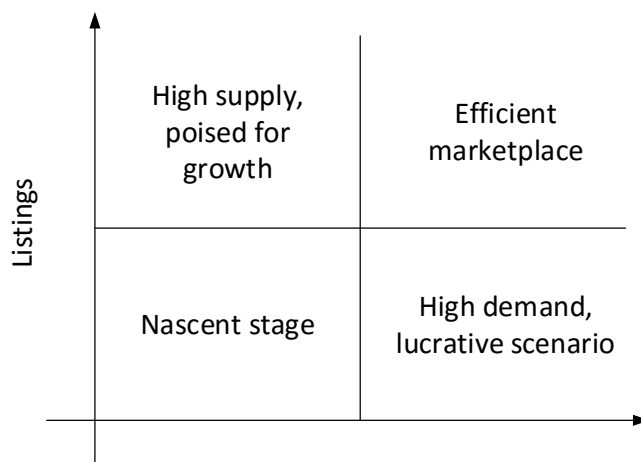 High supply,
poised for
growth
Efficient
marketplace
Listings
Nascent stage
High demand,
lucrative scenario